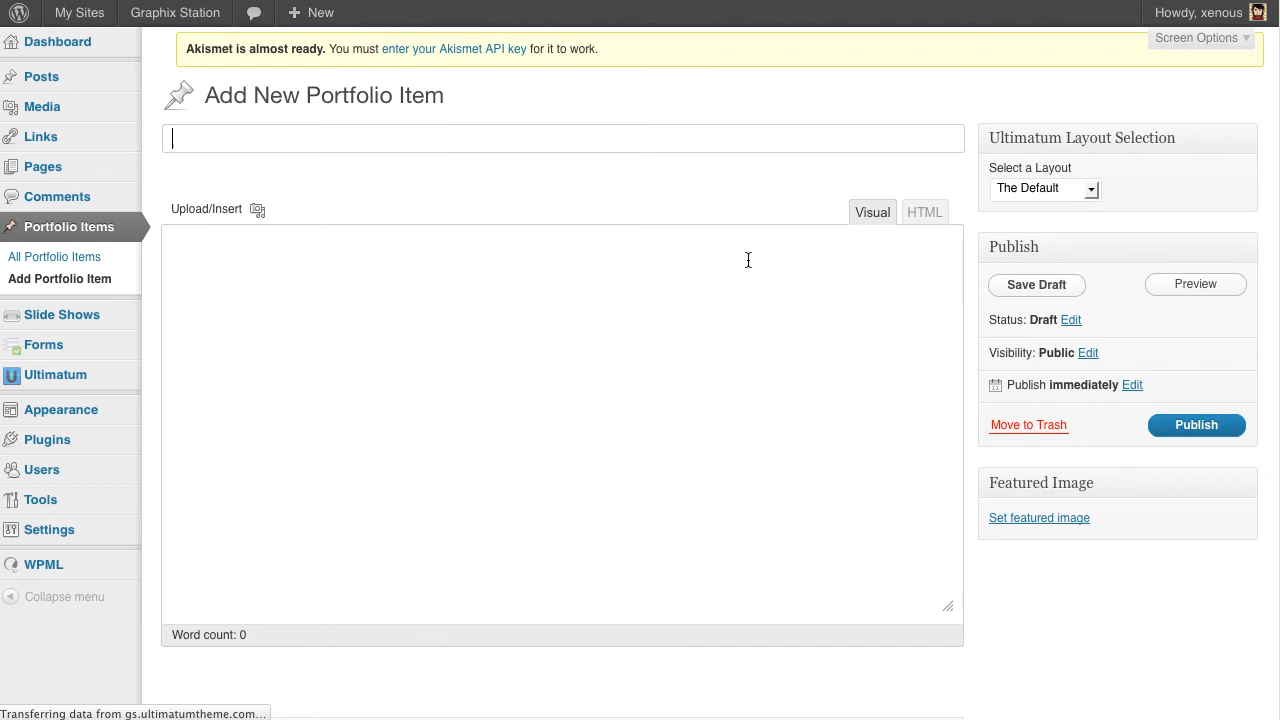 My Sites Graphix Station New Howdy, xenous
Akismet is almost ready. You must enter your Akismet API key for it to work.
Screen Options
Dashboard
Posts
Media
Links
Pages
Comments
Portfolio Items
All Portfolio Items
Add Portfolio Item
Slide Shows
Forms
Ultimatum
Appearance
Plugins
Users
Tools
Settings
WPML
Collapse menu
Add New Portfolio Item
Upload/Insert
Visual HTML
Word count: 0
Ultimatum Layout Selection
Select a Layout
The Default
Publish
Save Draft Preview
Status: Draft Edit
Visibility: Public Edit
Publish immediately Edit
Move to Trash Publish
Featured Image
Set featured image
Transferring data from gs.ultimatumtheme.com...